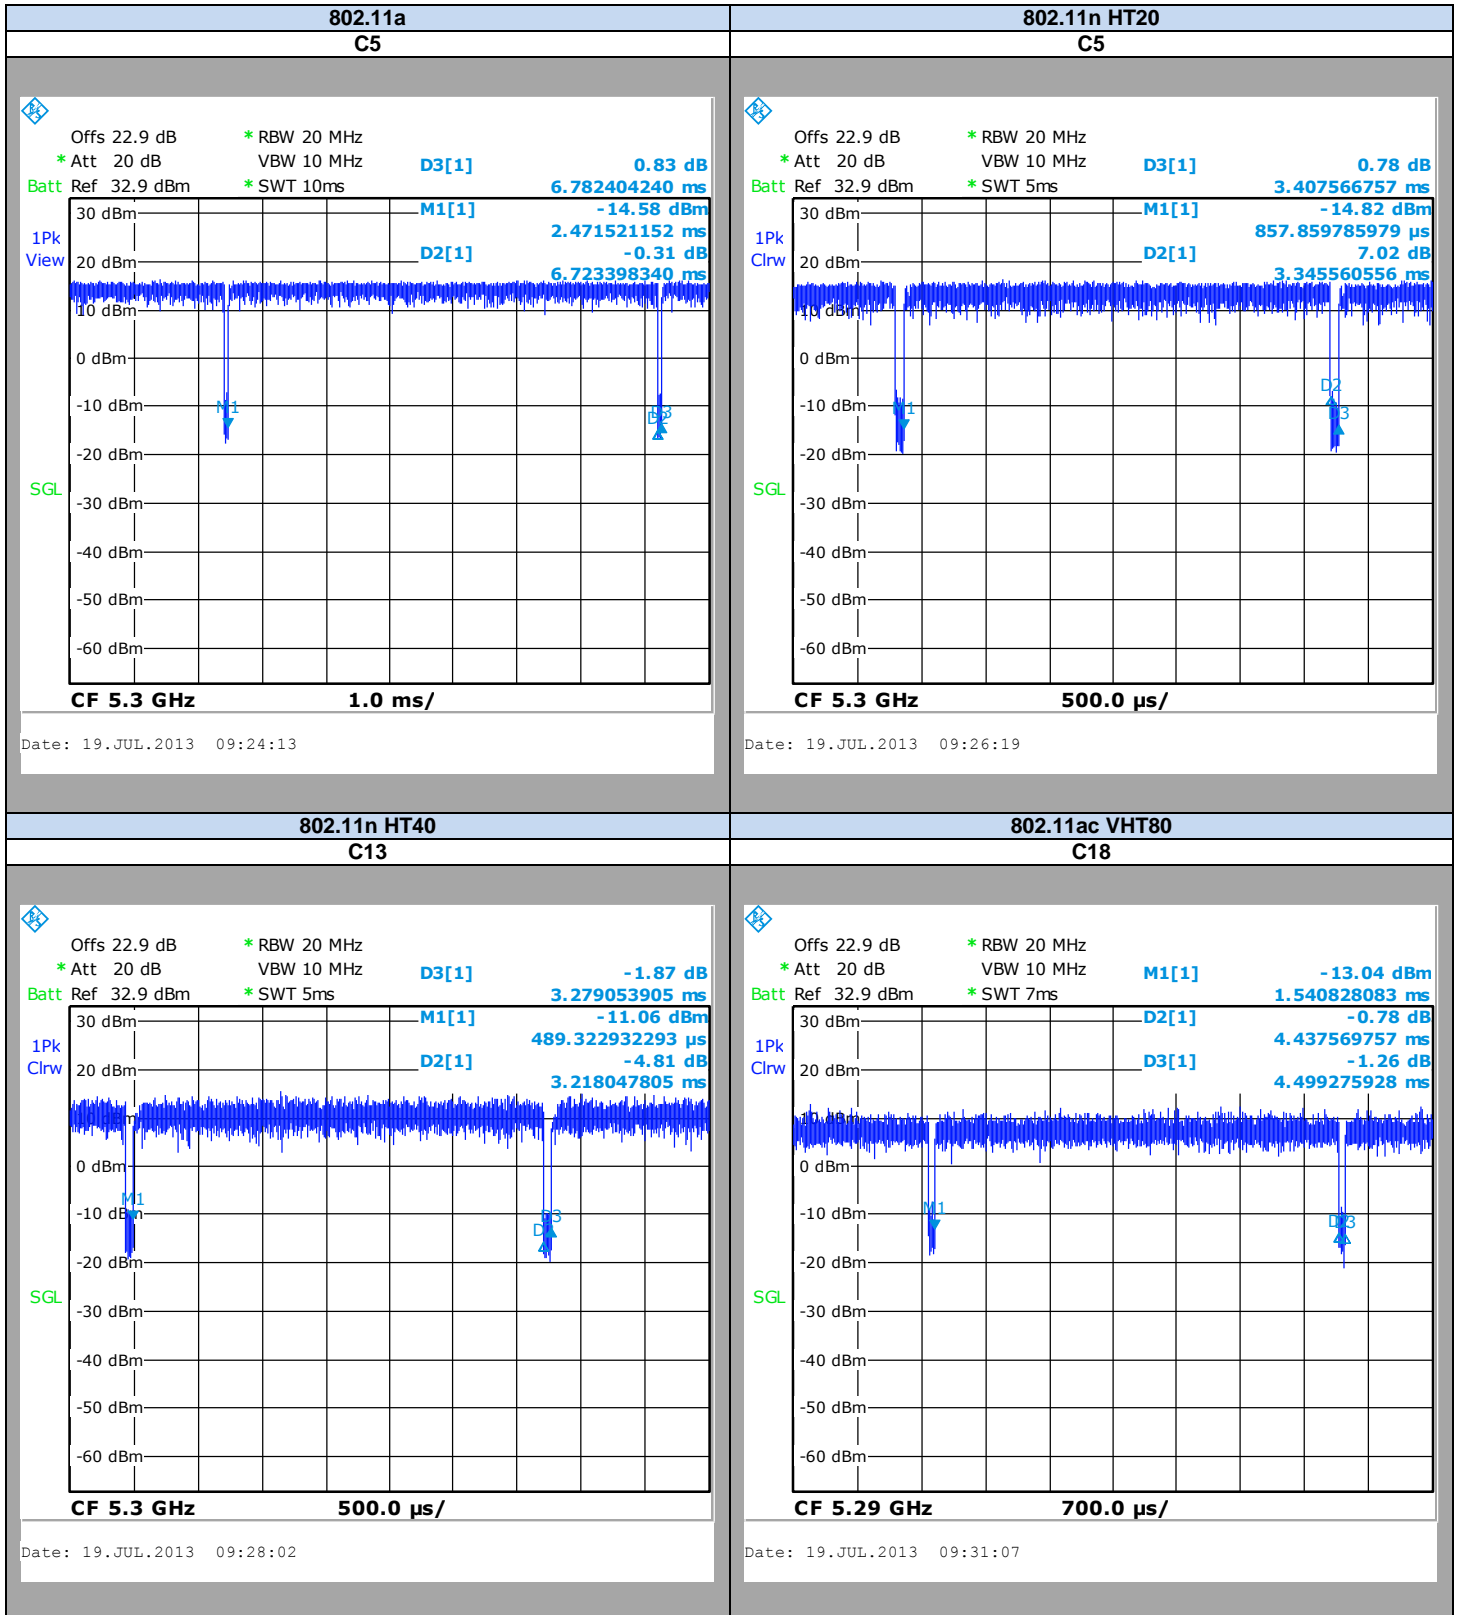 802.11a
C5
Offs 22.9 dB * RBW 20 MHz
* Att 20 dB VBW 10 MHz D3[1] 0.83 dB
Batt Ref 32.9 dBm * SWT 10ms 6.782404240 ms
30 dBm M1[1] -14.58 dBm
1Pk 2.471521152 ms
View 20 dBm D2[1] -0.31 dB
6.723398340 ms
10 dBm
0 dBm
-10 dBm M1 D3
D2
-20 dBm
SGL
-30 dBm
-40 dBm
-50 dBm
-60 dBm
CF 5.3 GHz 1.0 ms/
Date: 19.JUL.2013 09:24:13
802.11n HT20
C5
Offs 22.9 dB * RBW 20 MHz
* Att 20 dB VBW 10 MHz D3[1] 0.78 dB
Batt Ref 32.9 dBm * SWT 5ms 3.407566757 ms
30 dBm M1[1] -14.82 dBm
1Pk 857.859785979 µs
Clrw 20 dBm D2[1] 7.02 dB
3.345560556 ms
10 dBm
0 dBm
D2
-10 dBm M1 D3
-20 dBm
SGL
-30 dBm
-40 dBm
-50 dBm
-60 dBm
CF 5.3 GHz 500.0 µs/
Date: 19.JUL.2013 09:26:19
802.11n HT40
C13
Offs 22.9 dB * RBW 20 MHz
* Att 20 dB VBW 10 MHz D3[1] -1.87 dB
Batt Ref 32.9 dBm * SWT 5ms 3.279053905 ms
30 dBm M1[1] -11.06 dBm
1Pk 489.322932293 µs
Clrw 20 dBm D2[1] -4.81 dB
3.218047805 ms
10 dBm
0 dBm
M1
-10 dBm D3
D2
-20 dBm
SGL
-30 dBm
-40 dBm
-50 dBm
-60 dBm
CF 5.3 GHz 500.0 µs/
Date: 19.JUL.2013 09:28:02
802.11ac VHT80
C18
Offs 22.9 dB * RBW 20 MHz
* Att 20 dB VBW 10 MHz M1[1] -13.04 dBm
Batt Ref 32.9 dBm * SWT 7ms 1.540828083 ms
30 dBm D2[1] -0.78 dB
1Pk 4.437569757 ms
Clrw 20 dBm D3[1] -1.26 dB
4.499275928 ms
10 dBm
0 dBm
-10 dBm M1
D2 D3
-20 dBm
SGL
-30 dBm
-40 dBm
-50 dBm
-60 dBm
CF 5.29 GHz 700.0 µs/
Date: 19.JUL.2013 09:31:07